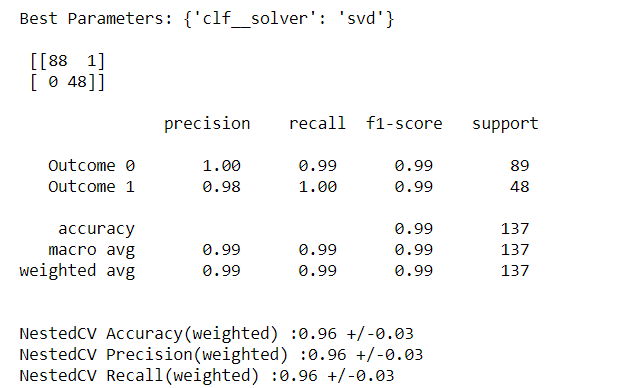 Best Parameters: {'clf__solver': 'svd'}
[[88  1]
[ 0 48]]
precision recall f1-score support
Outcome 0 1.00 0.99 0.99 89
Outcome 1 0.98 1.00 0.99 48
accuracy 0.99 137
macro avg 0.99 0.99 0.99 137
weighted avg 0.99 0.99 0.99 137
NestedCV Accuracy(weighted) :0.96 +/-0.03
NestedCV Precision(weighted) :0.96 +/-0.03
NestedCV Recall(weighted) :0.96 +/-0.03